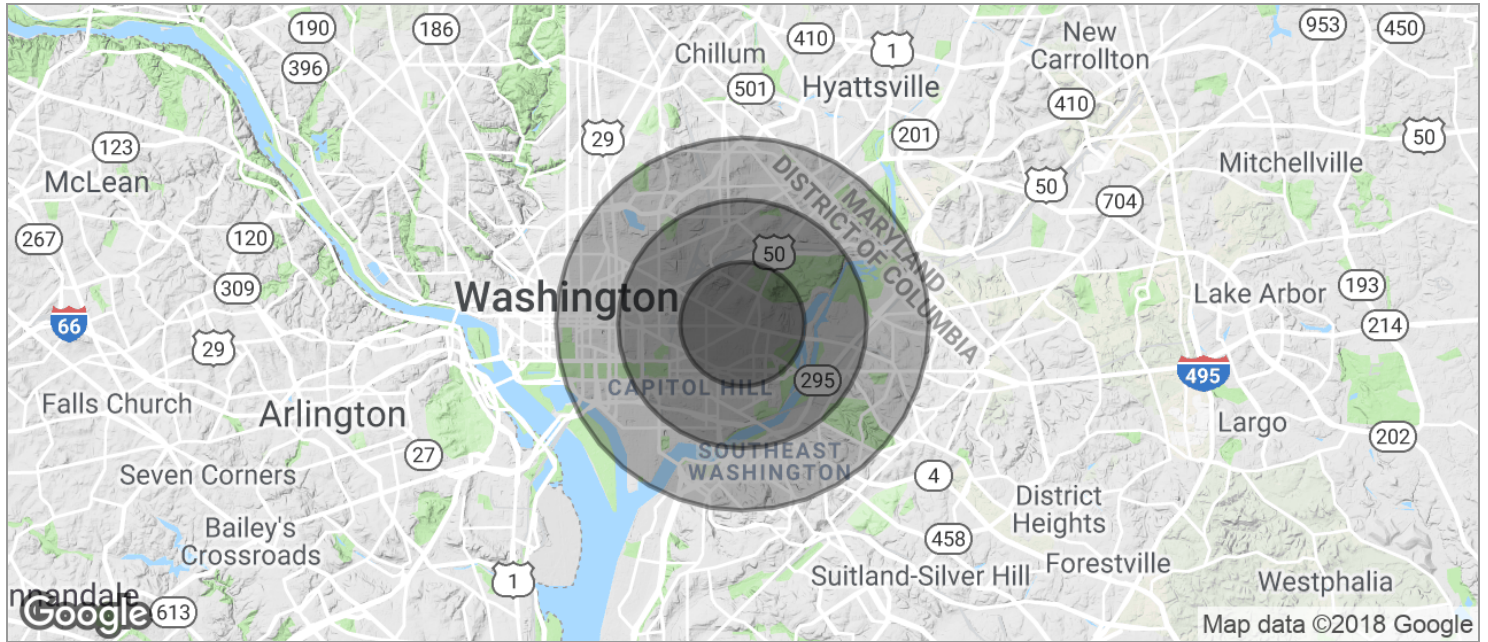 190
186
953
450
396
Chillum
410
1
New
Carrollton
501
Hyattsville
410
123
29
201
50
McLean
Mitchellville
MARYLAND
DISTRICT OF COLUMBIA
50
704
267
120
50
309
Washington
Lake Arbor
193
66
29
214
495
CAPITOL HILL
295
Falls Church
Arlington
Largo
27
202
SOUTHEAST
WASHINGTON
Seven Corners
4
District
Heights
Bailey's
Crossroads
458
Forestville
1
Suitland-Silver Hill
Westphalia
Google
613
Map data ©2018 Google